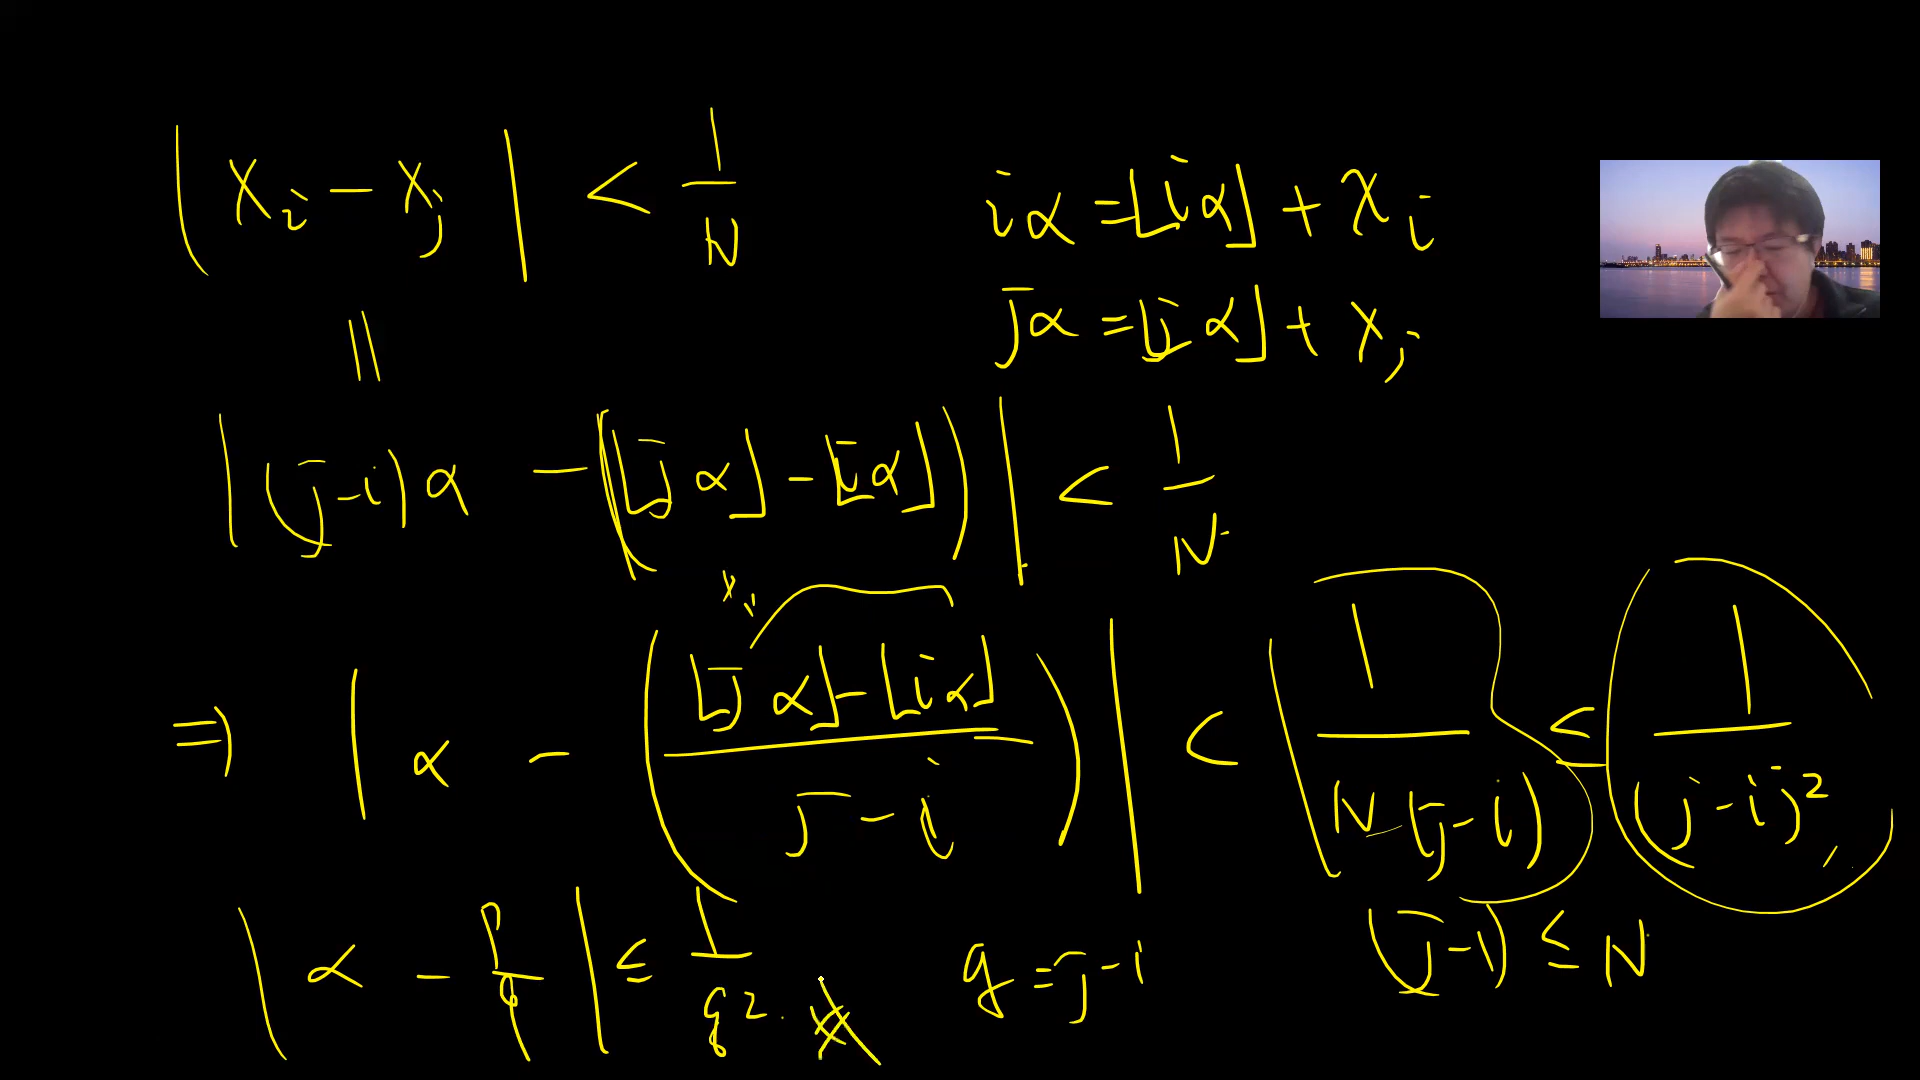 |x_i - x_j| < 1/N
iα = ⌊iα⌋ + x_i
jα = ⌊jα⌋ + x_j
||
|(j-i)α - (⌊jα⌋ - ⌊iα⌋)| < 1/N
⇒ |α - (⌊jα⌋ - ⌊iα⌋)/(j-i)| < 1/(N(j-i)) ≤ 1/(j-i)²
|α - p/q| ≤ 1/q².
q = j-i
(j-i) ≤ N